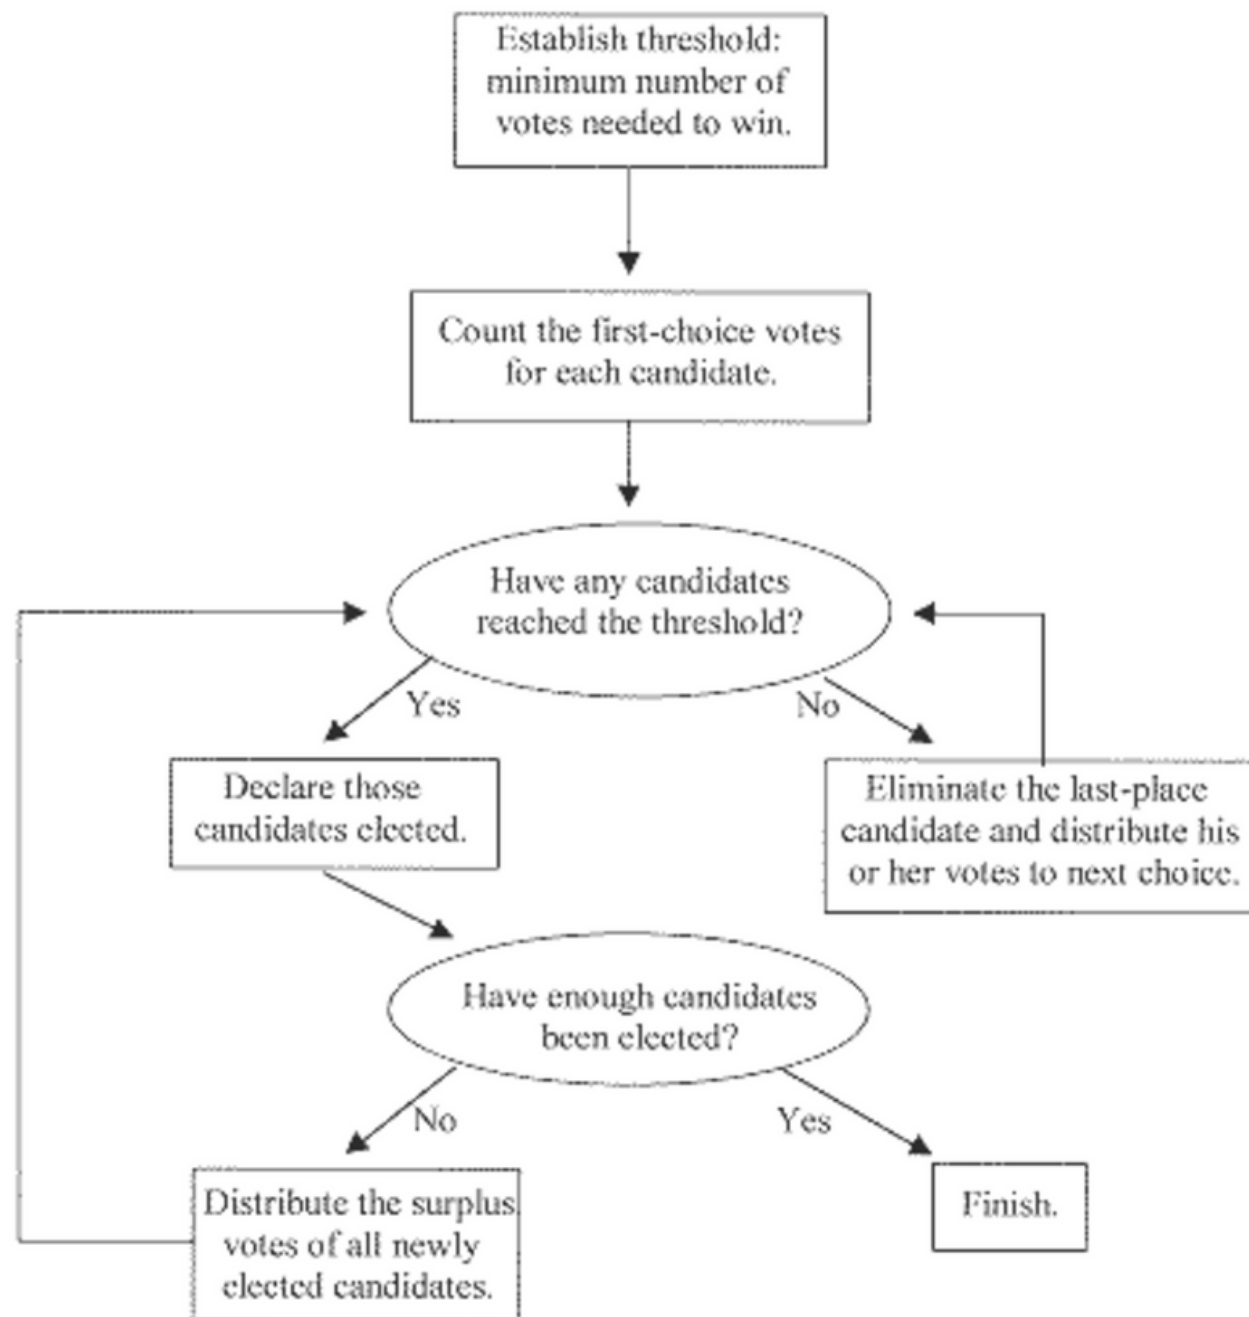 Establish threshold:
minimum number of
votes needed to win.
Count the first-choice votes
for each candidate.
Have any candidates
reached the threshold?
Yes
No
Declare those
candidates elected.
Eliminate the last-place
candidate and distribute his
or her votes to next choice.
Have enough candidates
been elected?
No
Yes
Distribute the surplus
votes of all newly
elected candidates.
Finish.